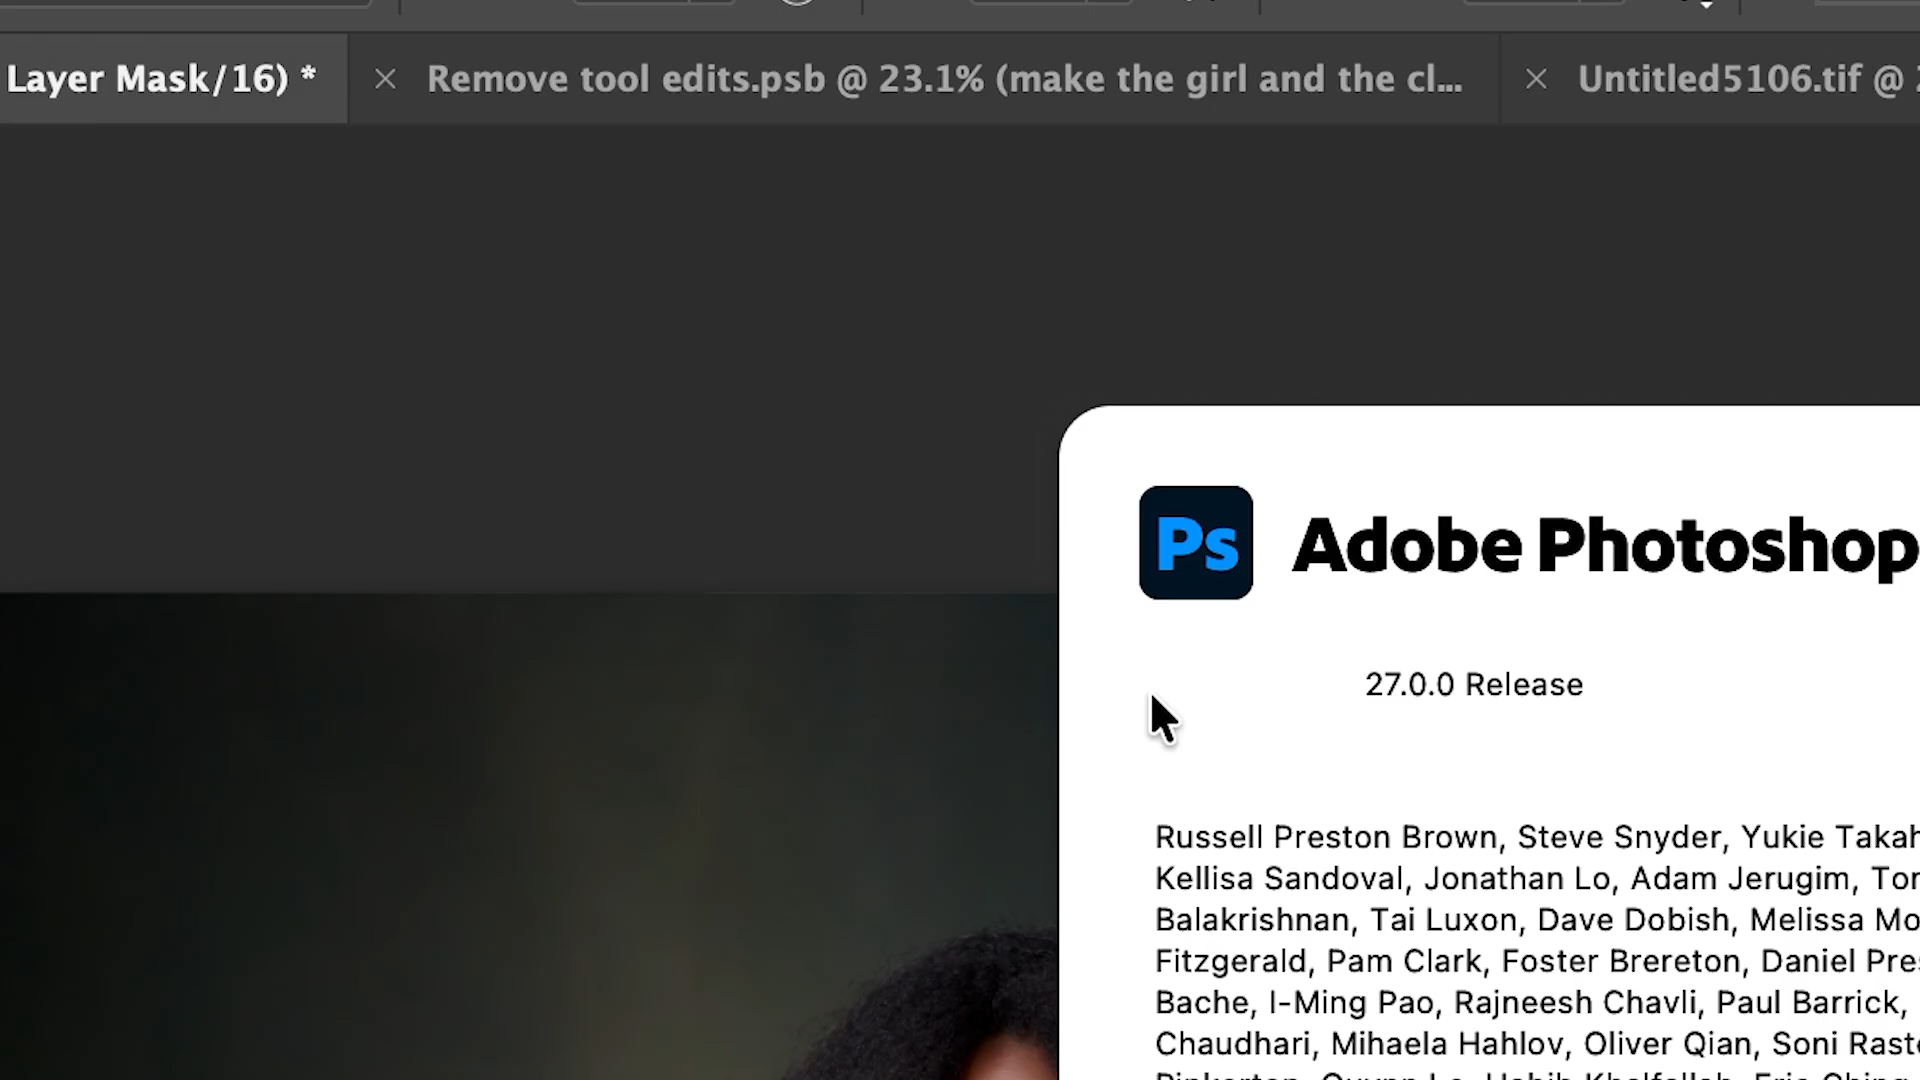 Layer Mask/16) *
× Remove tool edits.psb @ 23.1% (make the girl and the cl...
× Untitled5106.tif @
Ps Adobe Photoshop
27.0.0 Release
Russell Preston Brown, Steve Snyder, Yukie
Kellisa Sandoval, Jonathan Lo, Adam Jerugim,
Balakrishnan, Tai Luxon, Dave Dobish, Melissa
Fitzgerald, Pam Clark, Foster Brereton, Daniel
Bache, I-Ming Pao, Rajneesh Chavli, Paul Barrick,
Chaudhari, Mihaela Hahlov, Oliver Qian, Soni